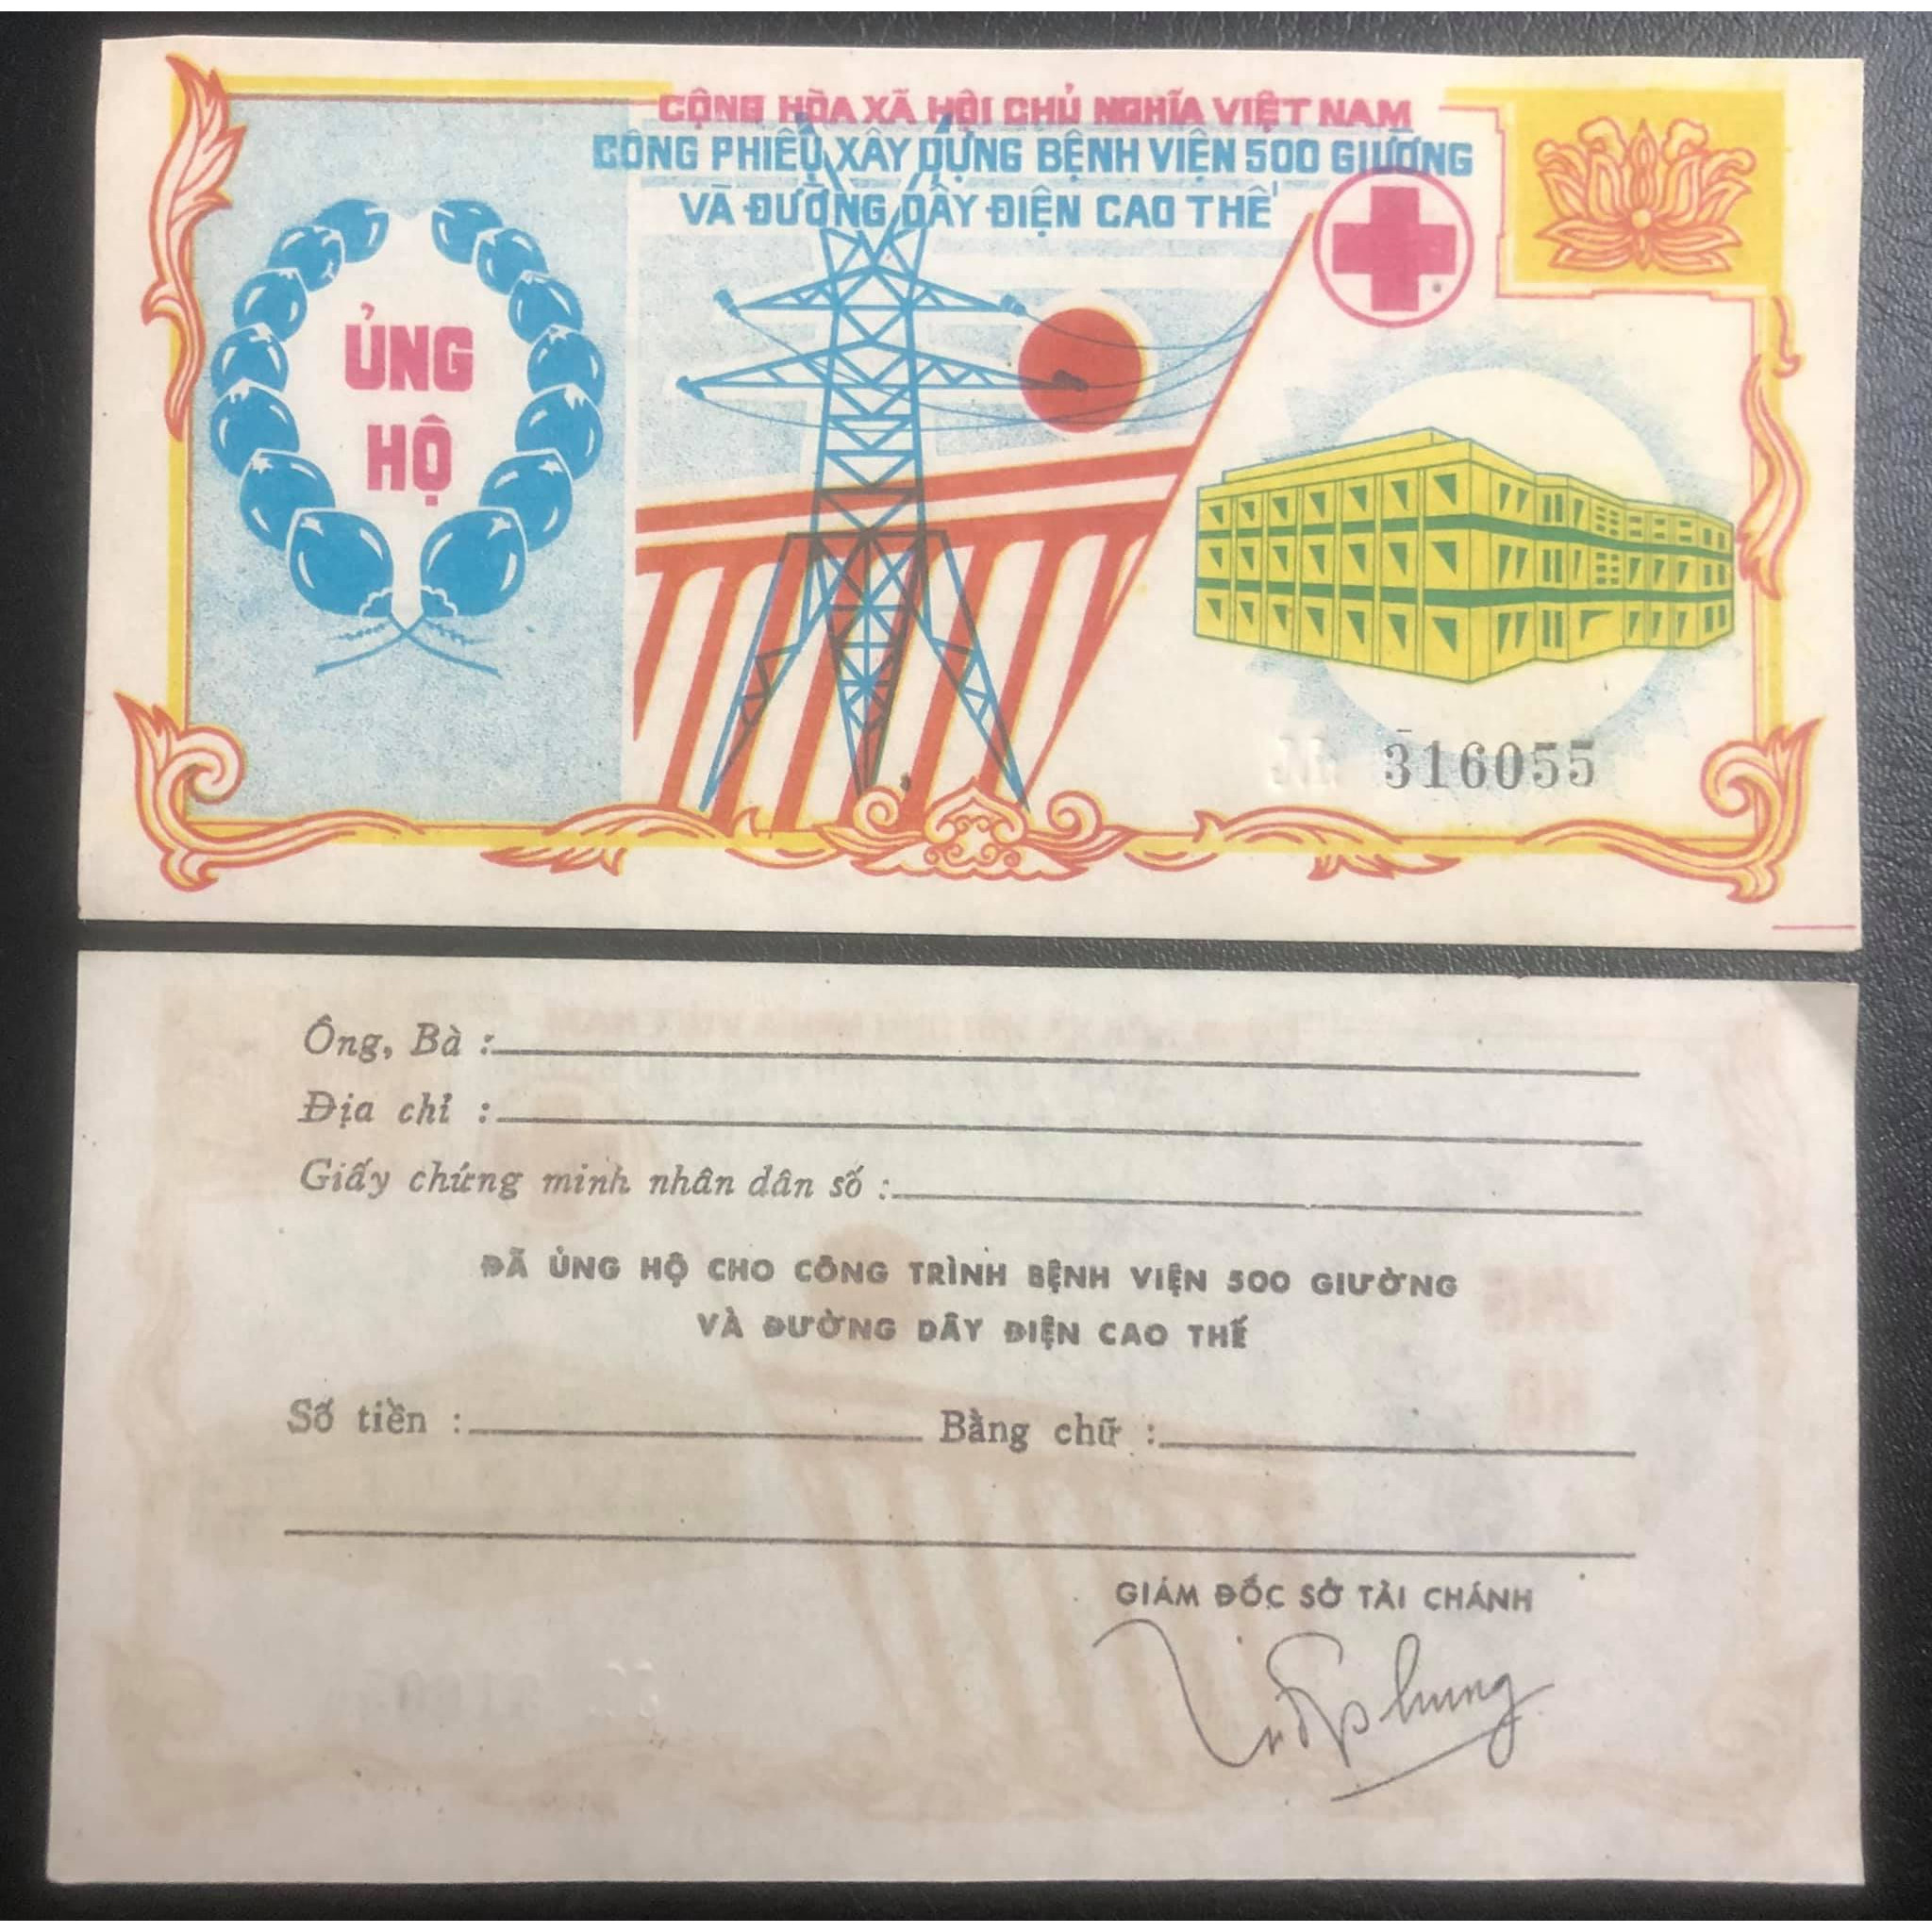 CỘNG HÒA XÃ HỘI CHỦ NGHĨA VIỆT NAM
CÔNG PHIẾU XÂY DỰNG BỆNH VIỆN 500 GIƯỜNG
VÀ ĐƯỜNG DÂY ĐIỆN CAO THẾ
ỦNG
HỘ
316055
Ông, Bà :
Địa chỉ :
Giấy chứng minh nhân dân số :
ĐÃ ỦNG HỘ CHO CÔNG TRÌNH BỆNH VIỆN 500 GIƯỜNG
VÀ ĐƯỜNG DÂY ĐIỆN CAO THẾ
Số tiền : Bằng chữ :
GIÁM ĐỐC SỞ TÀI CHÁNH